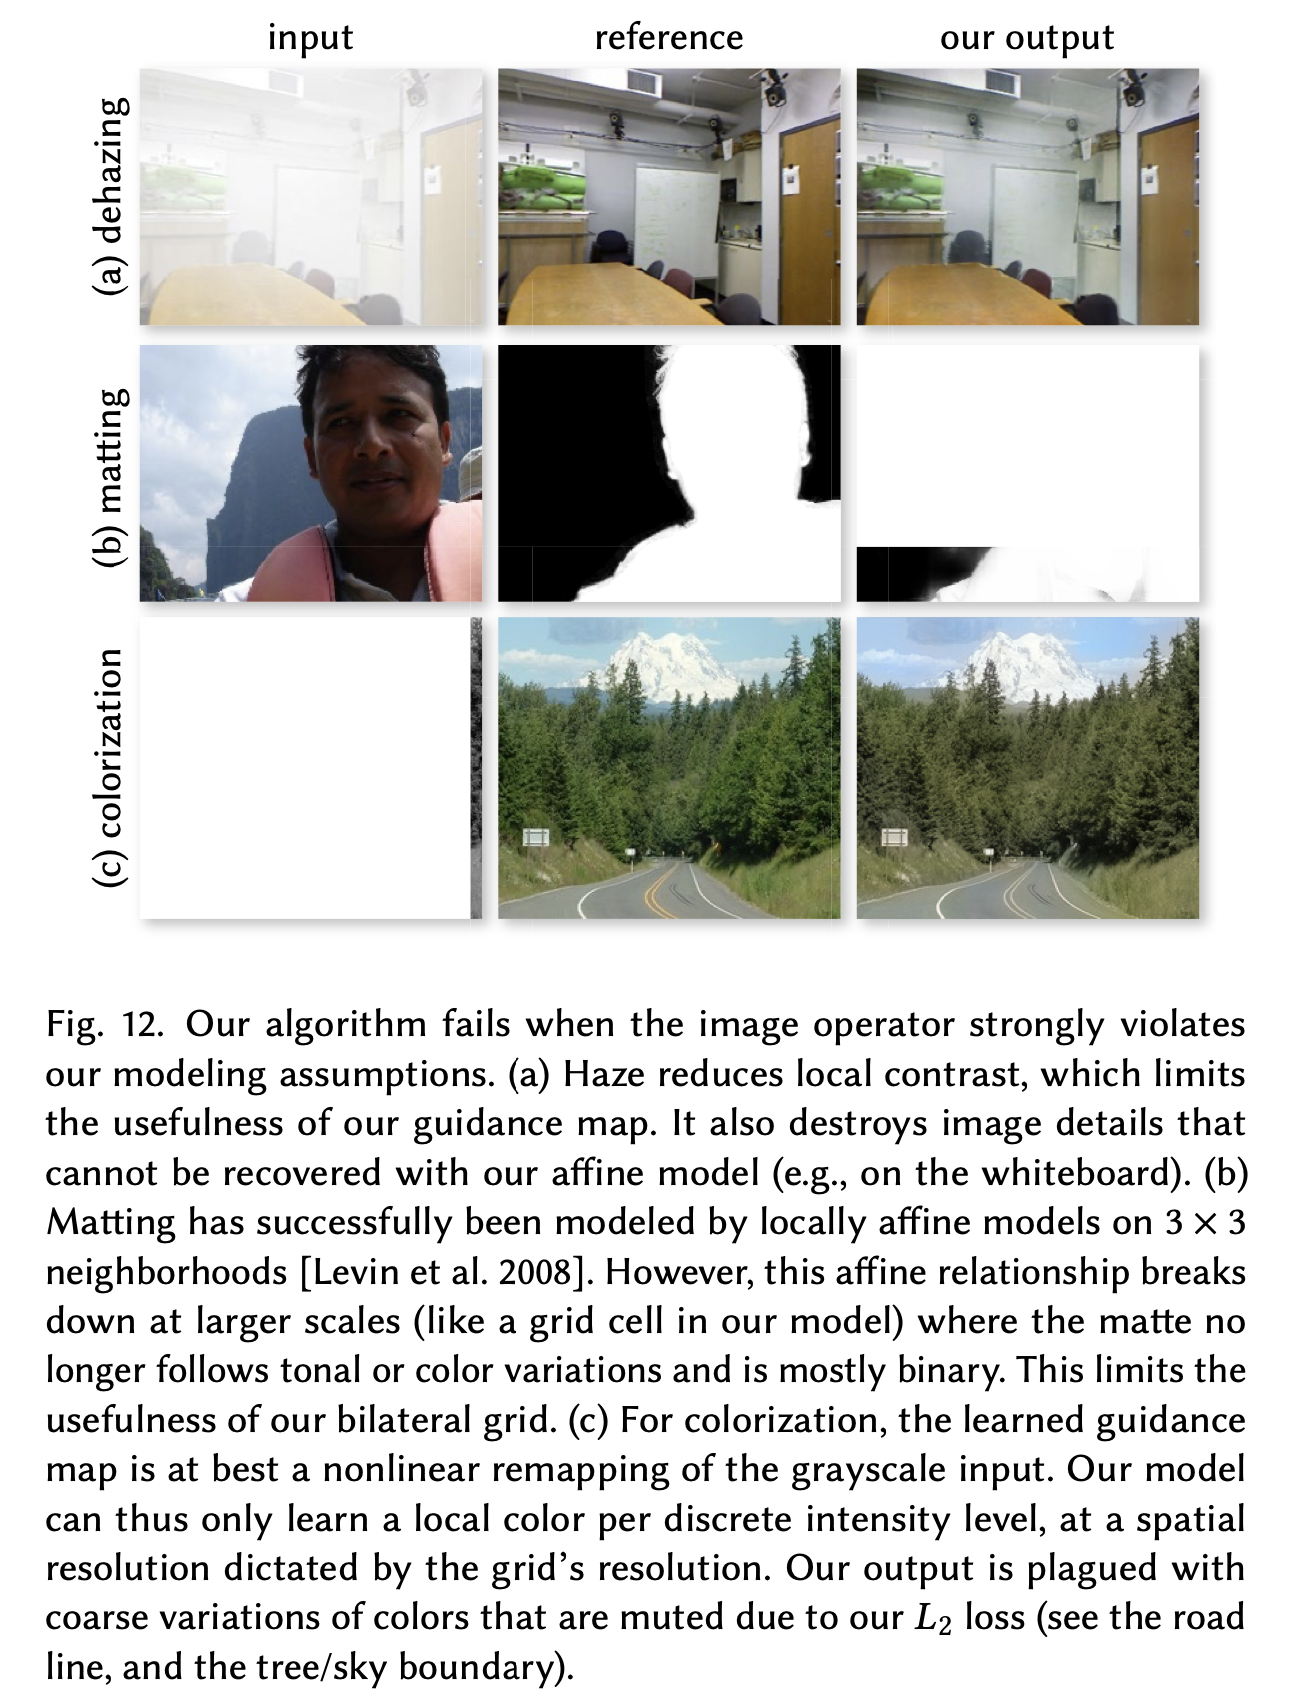 input reference our output
(a) dehazing
(b) matting
(c) colorization
Fig. 12. Our algorithm fails when the image operator strongly violates
our modeling assumptions. (a) Haze reduces local contrast, which limits
the usefulness of our guidance map. It also destroys image details that
cannot be recovered with our affine model (e.g., on the whiteboard). (b)
Matting has successfully been modeled by locally affine models on 3 × 3
neighborhoods [Levin et al. 2008]. However, this affine relationship breaks
down at larger scales (like a grid cell in our model) where the matte no
longer follows tonal or color variations and is mostly binary. This limits the
usefulness of our bilateral grid. (c) For colorization, the learned guidance
map is at best a nonlinear remapping of the grayscale input. Our model
can thus only learn a local color per discrete intensity level, at a spatial
resolution dictated by the grid’s resolution. Our output is plagued with
coarse variations of colors that are muted due to our L₂ loss (see the road
line, and the tree/sky boundary).